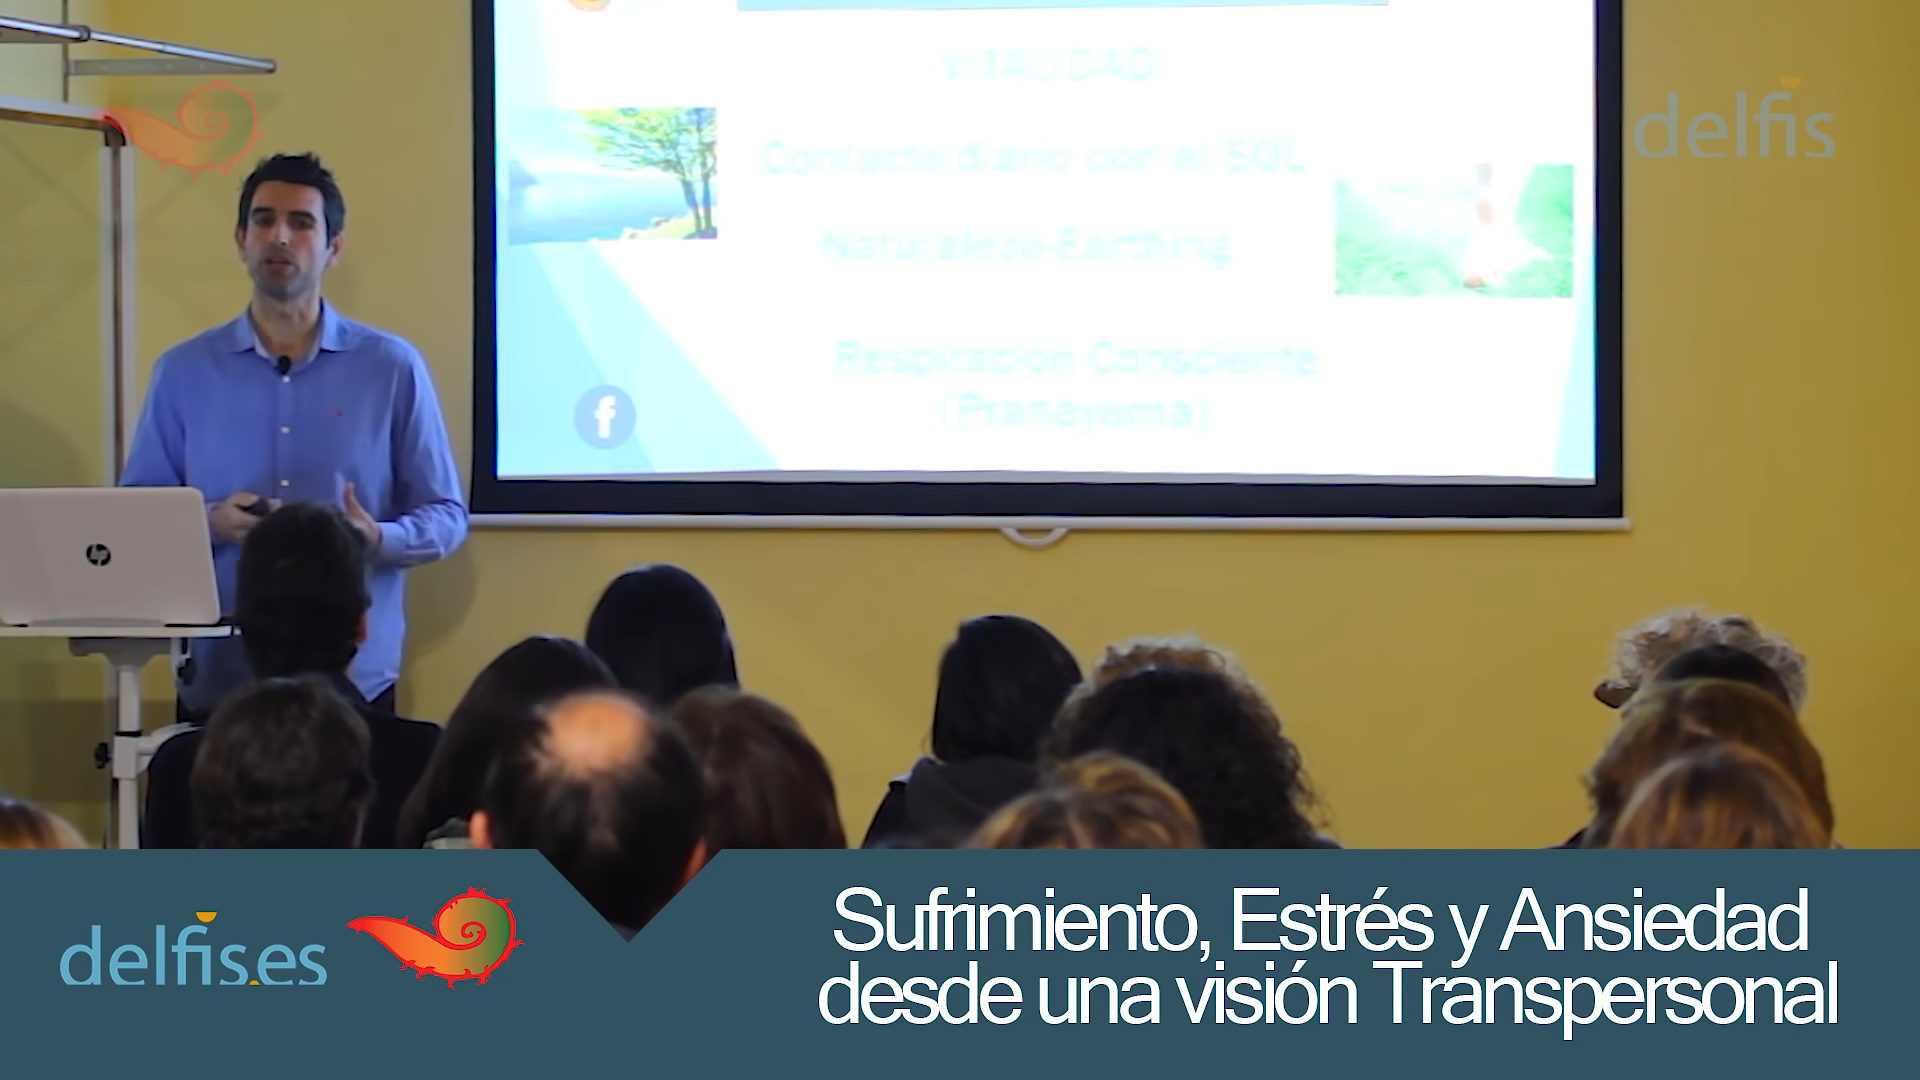 VITALIDAD
Contacto diario con el SOL
Naturaleza-Earthing
Respiración Consciente
(Pranayama)
f
delfis
hp
delfis.es
Sufrimiento, Estrés y Ansiedad
desde una visión Transpersonal